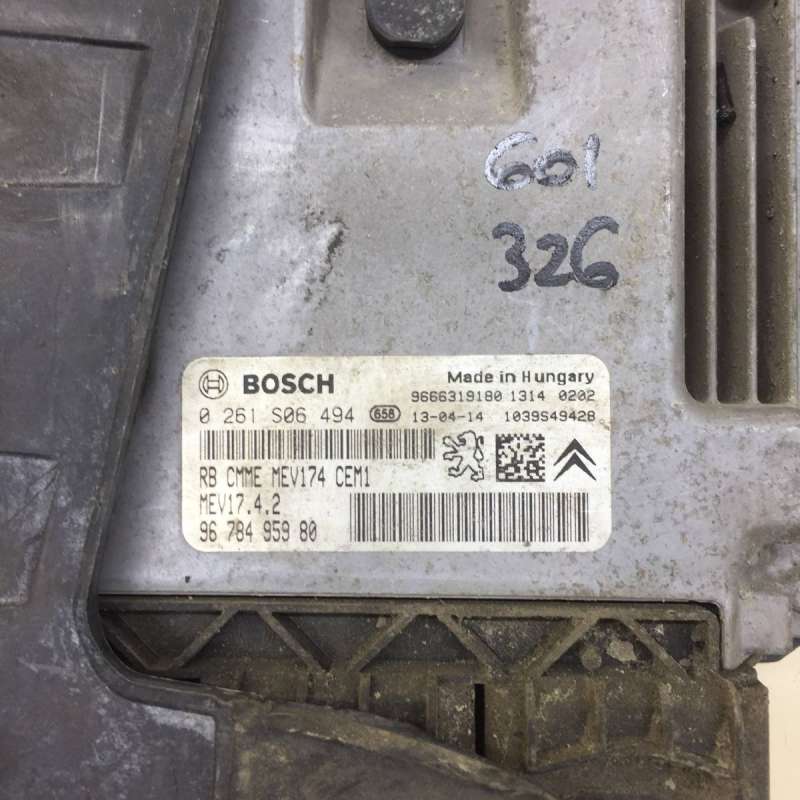 601
326
BOSCH
Made in Hungary
9666319180 1314 0202
0 261 S06 494 658 13-04-14 1039S49428
RB CMME MEV174 CEM1
MEV17.4.2
96 784 959 80